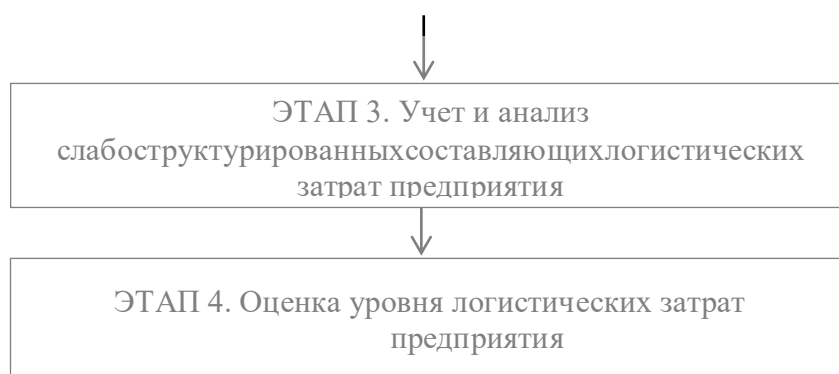 ЭТАП 3. Учет и анализ
слабоструктурированныхсоставляющихлогистических
затрат предприятия
ЭТАП 4. Оценка уровня логистических затрат
предприятия